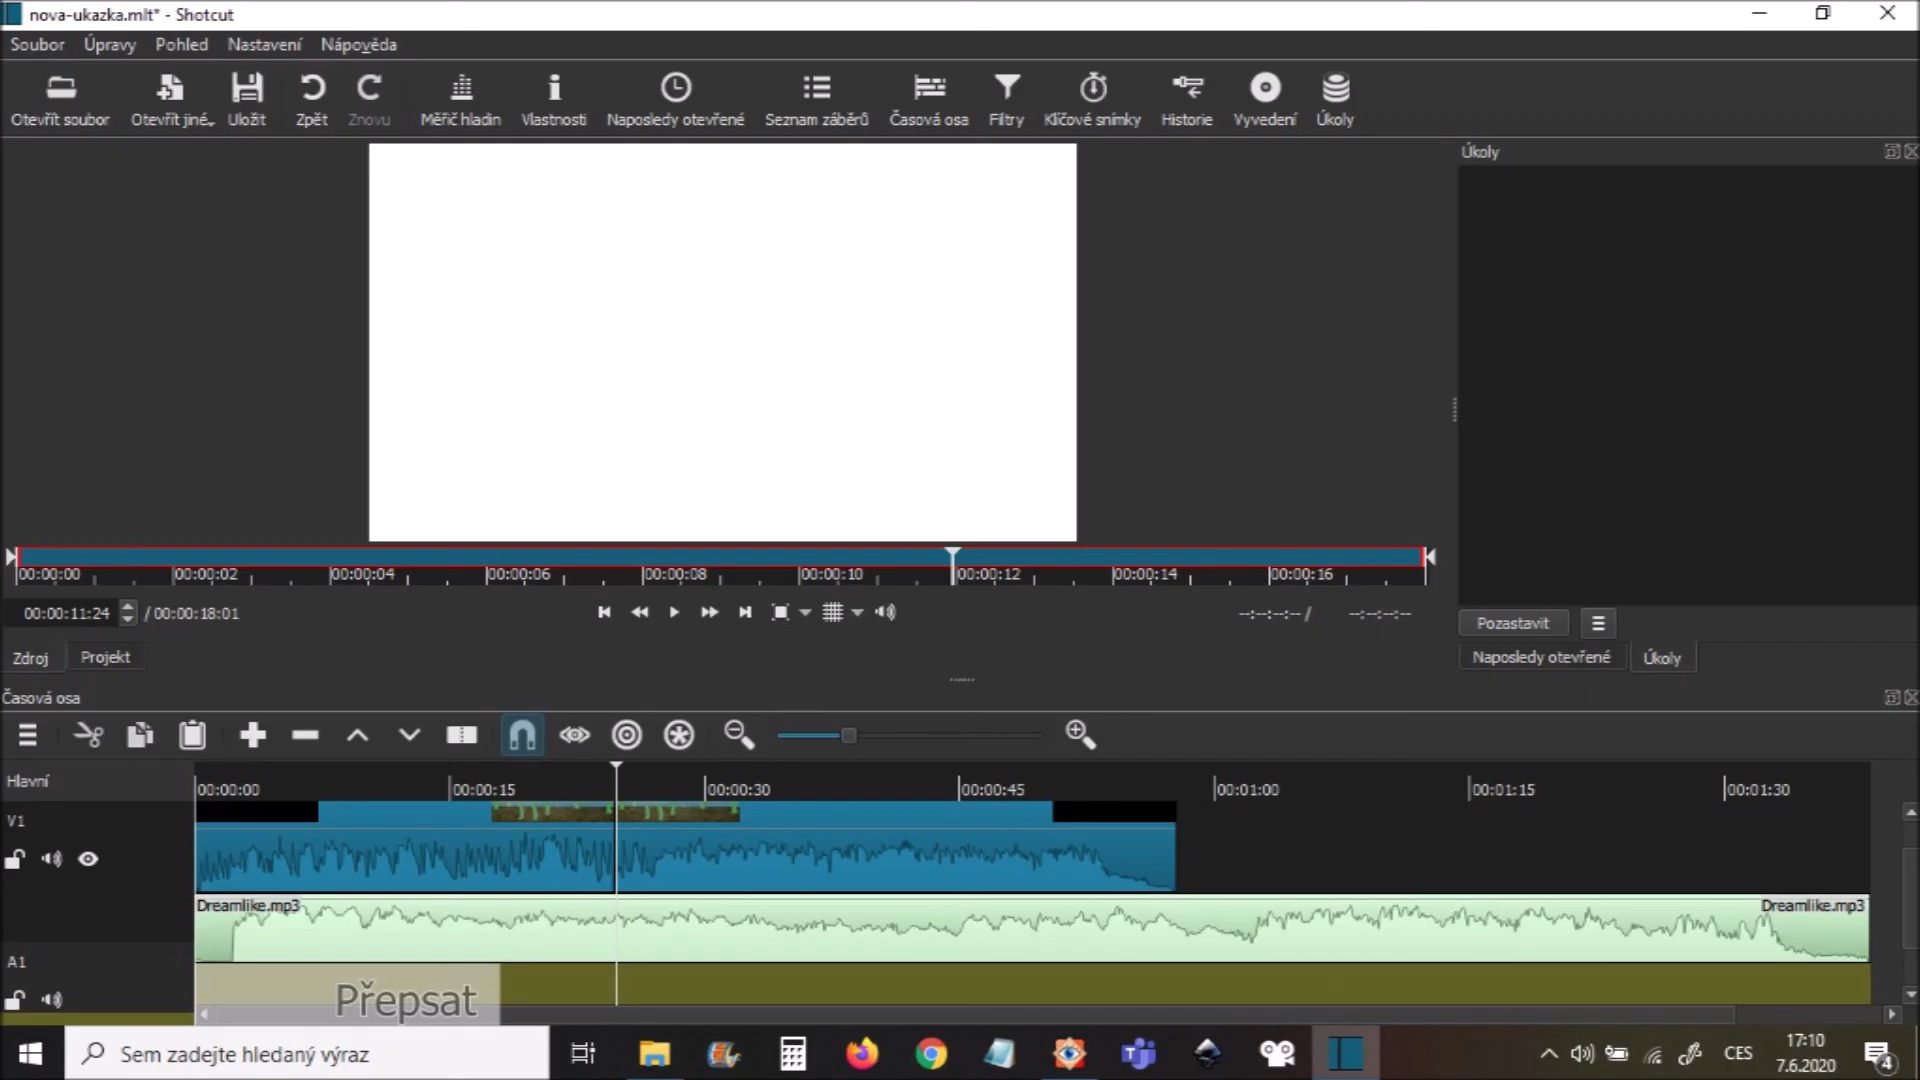 nova-ukazka.mlt* - Shotcut
Soubor Úpravy Pohled Nastavení Nápověda
Otevřít soubor Otevřít jiné... Uložit Zpět Znovu Měřič hladin Vlastnosti Naposledy otevřené Seznam záběrů Časová osa Filtry Klíčové snímky Historie Vyvedení Úkoly
Úkoly
00:00:00 00:00:02 00:00:04 00:00:06 00:00:08 00:00:10 00:00:12 00:00:14 00:00:16
00:00:11:24 / 00:00:18:01 --:--:--:-- / --:--:--:--
Pozastavit
Zdroj Projekt
Naposledy otevřené Úkoly
Časová osa
Hlavní
00:00:00 00:00:15 00:00:30 00:00:45 00:01:00 00:01:15 00:01:30
V1
Dreamlike.mp3 Dreamlike.mp3
A1
Přepsat
Sem zadejte hledaný výraz
CES
17:10
7.6.2020
4